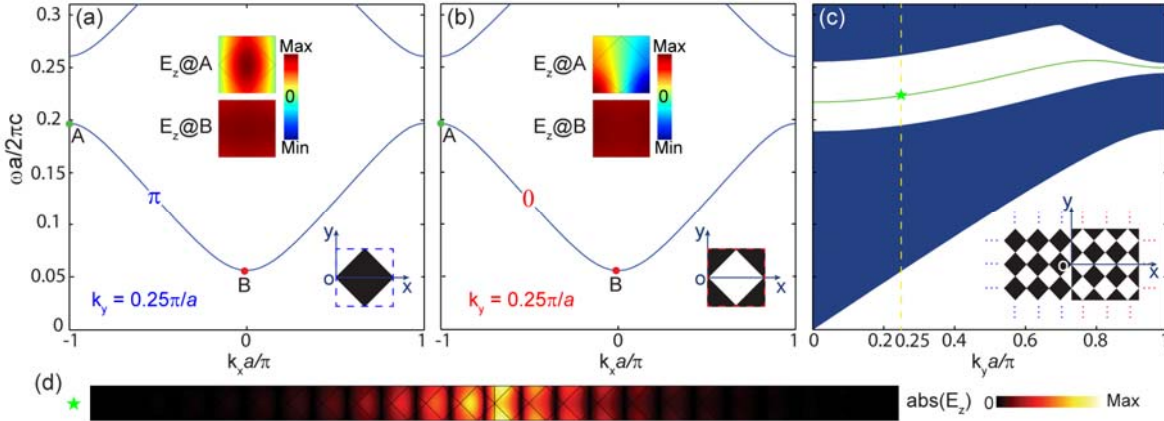 (a)
(b)
(c)
ωa/2πc
0.3
0.25
0.2
0.15
0.1
0.05
0
E_z@A
E_z@B
Max
0
Min
A
π
B
k_y = 0.25π/a
y
o
x
-1
0
1
k_xa/π
E_z@A
E_z@B
Max
0
Min
A
0
B
k_y = 0.25π/a
y
o
x
-1
0
1
k_xa/π
y
o
x
0
0.2
0.25
0.4
0.6
0.8
1
k_ya/π
(d)
abs(E_z)
0
Max